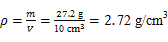 ρ = m/v = 27.2 g/10 cm³ = 2.72 g/cm³